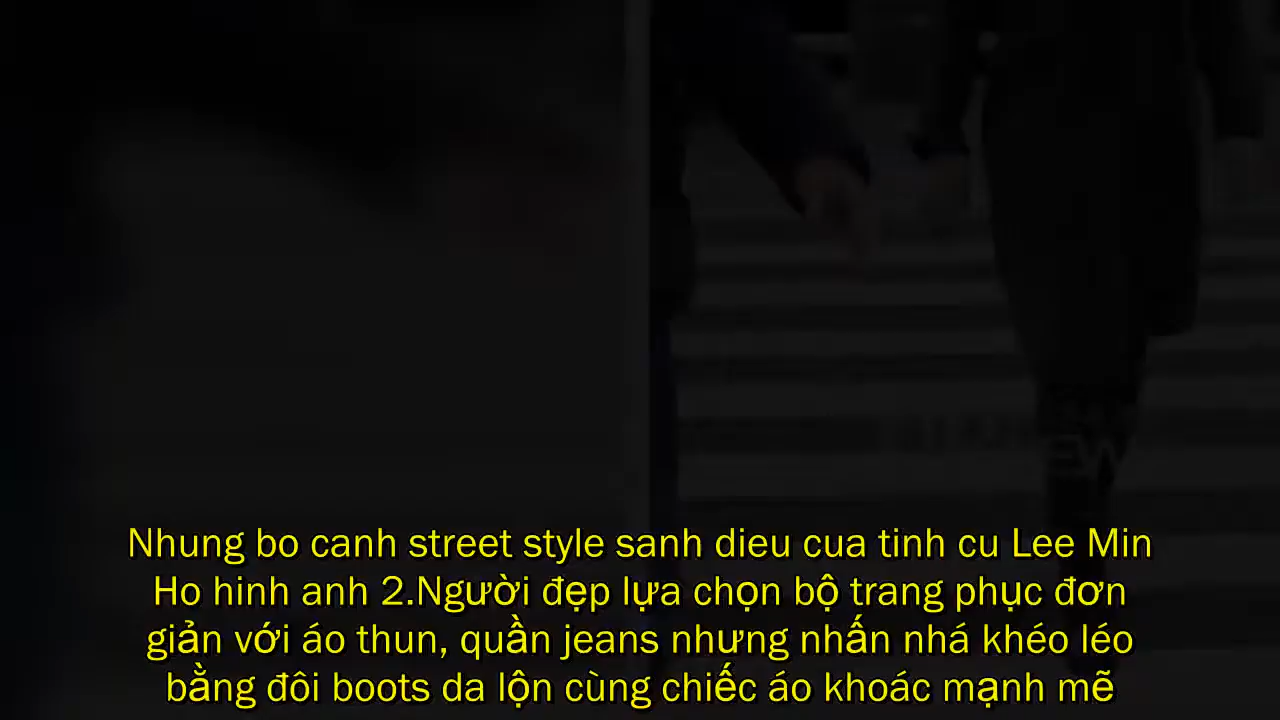 Nhung bo canh street style sanh dieu cua tinh cu Lee Min
Ho hinh anh 2.Người đẹp lựa chọn bộ trang phục đơn
giản với áo thun, quần jeans nhưng nhấn nhá khéo léo
bằng đôi boots da lộn cùng chiếc áo khoác mạnh mẽ